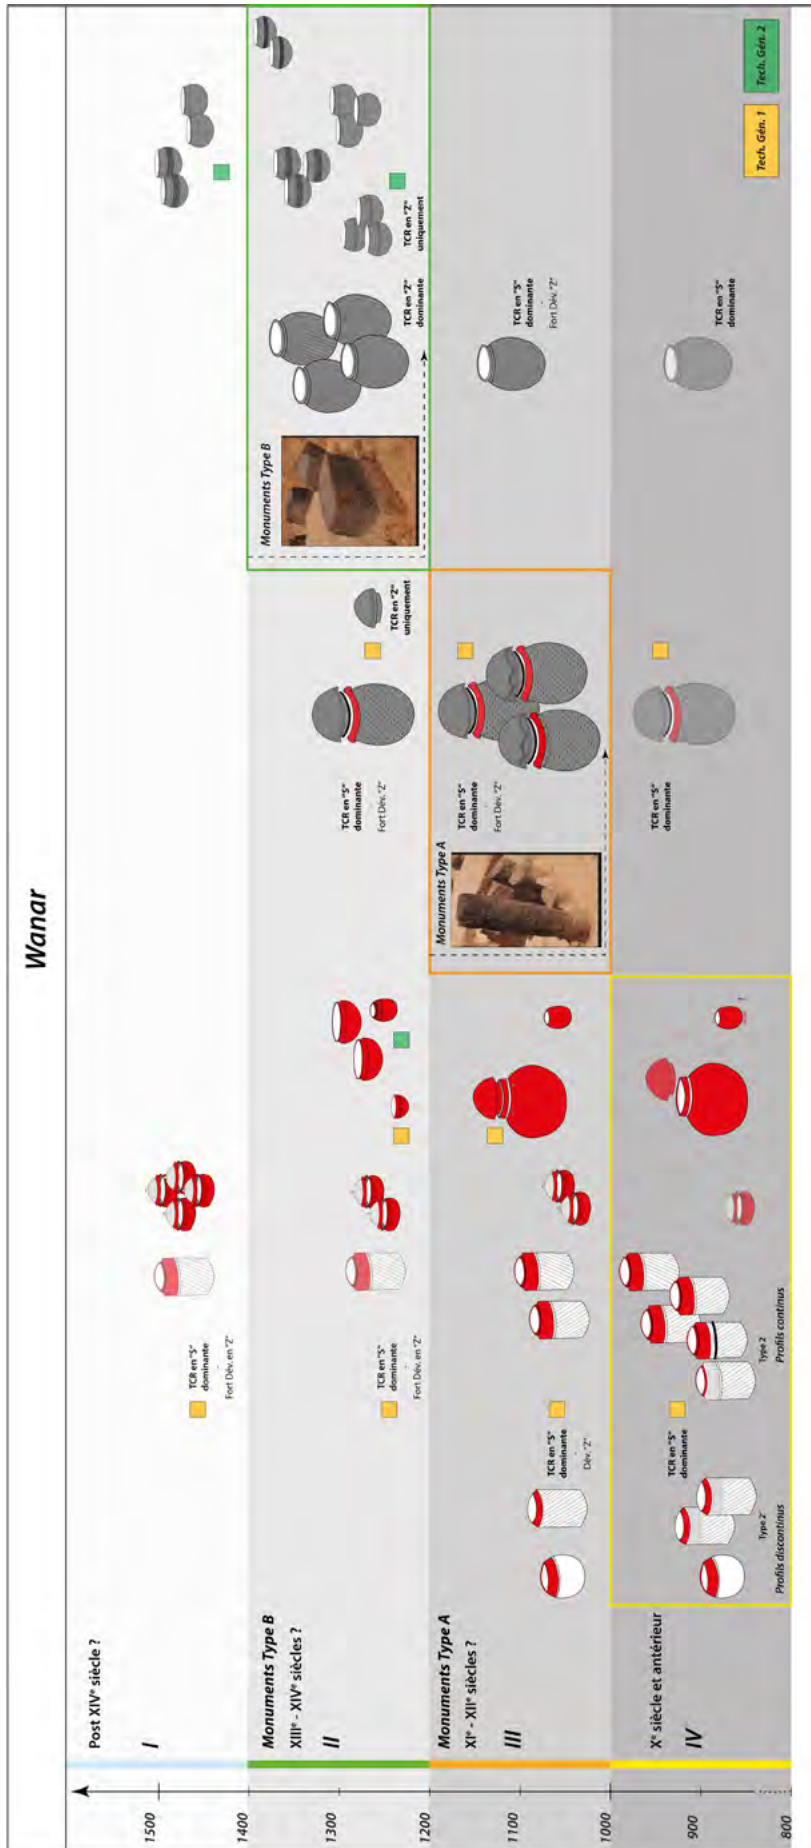 Wanar
Post XIVᵉ siècle ?
I
1500
1400
TCR en "S"
dominante
Fort Dév. en "Z"
Monuments Type B
XIIIᵉ - XIVᵉ siècles ?
II
1300
1200
TCR en "S"
dominante
Fort Dév. en "Z"
TCR en "S"
dominante
Fort Dév. "Z"
TCR en "Z"
uniquement
Monuments Type B
TCR en "Z"
dominante
TCR en "Z"
uniquement
Monuments Type A
XIᵉ - XIIᵉ siècles ?
III
1100
1000
TCR en "S"
dominante
Dév. "Z"
Monuments Type A
TCR en "S"
dominante
Fort Dév. "Z"
TCR en "S"
dominante
Fort Dév. "Z"
Xᵉ siècle et antérieur
IV
900
800
Type 2'
Profils discontinus
TCR en "S"
dominante
Type 2
Profils continus
?
TCR en "S"
dominante
TCR en "S"
dominante
Tech. Gén. 1
Tech. Gén. 2